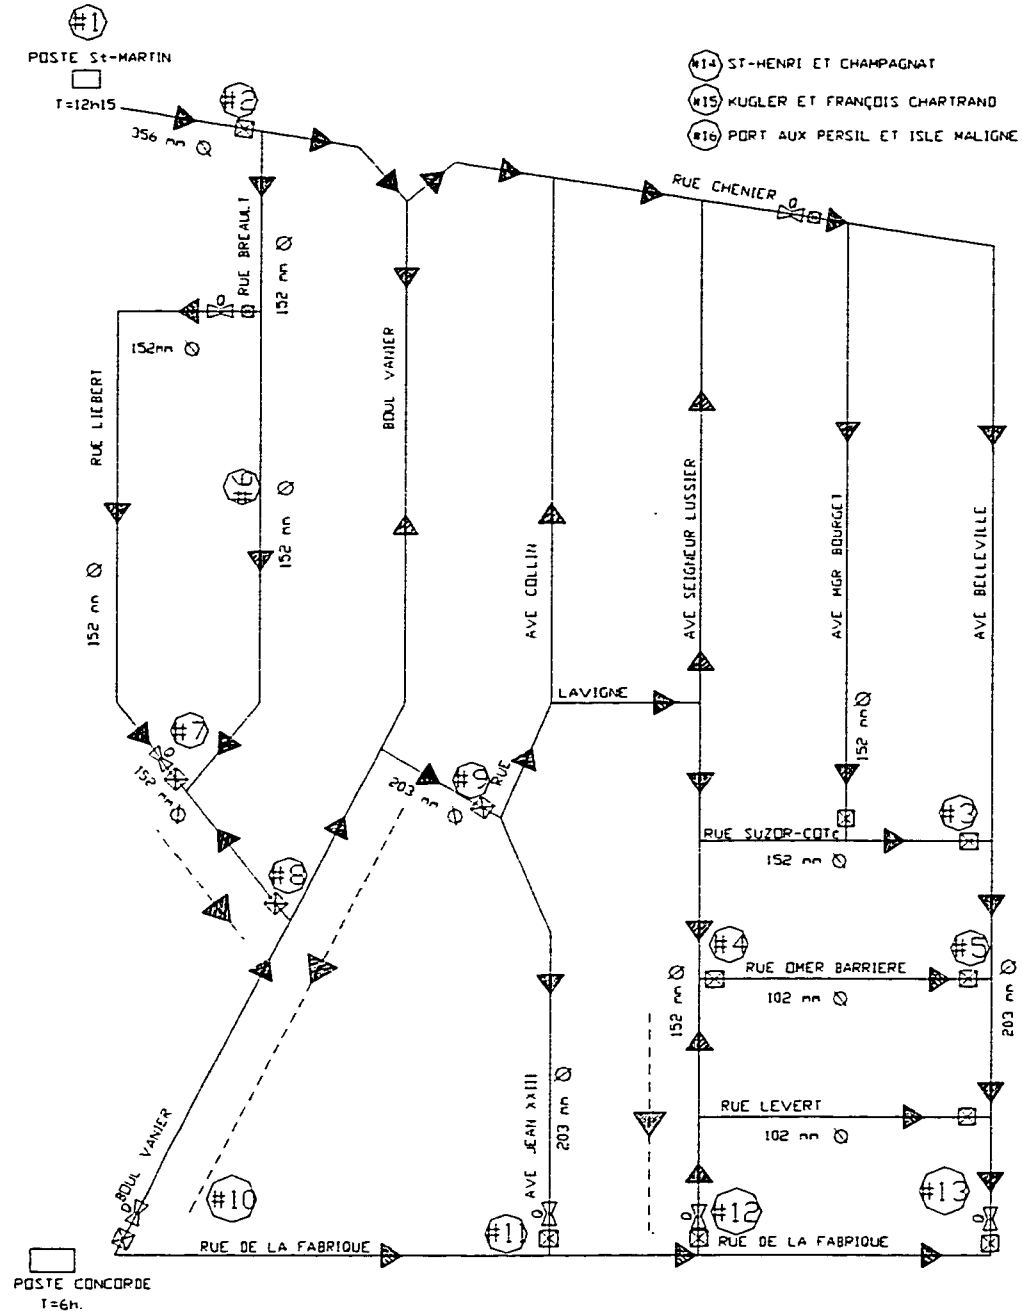 #1
POSTE St-MARTIN
T=12h15
356 mm Ø
#14 ST-HENRI ET CHAMPAGNAT
#15 KUGLER ET FRANÇOIS CHARTRAND
#16 PORT AUX PERSIL ET ISLE MALIGNE
RUE CHENIER
O
RUE BREAULT
152 mm Ø
O
152mm Ø
BOUL VANIER
RUE LIEBERT
#6
152 mm Ø
152 mm Ø
AVE COLLIN
AVE SEIGNEUR LUSSIER
AVE MGR BOURGET
AVE BELLEVILLE
LAVIGNE
#7
O
152 mm Ø
203 mm Ø
RUE
152 mm Ø
#3
RUE SUZOR-COTE
152 mm Ø
#8
#4
#5
RUE OMER BARRIERE
102 mm Ø
152 mm Ø
203 mm Ø
AVE JEAN XXIII
203 mm Ø
RUE LEVERT
102 mm Ø
BOUL VANIER
O
#10
O
#11
O
#12
#13
O
RUE DE LA FABRIQUE
RUE DE LA FABRIQUE
POSTE CONCORDE
T=6h.